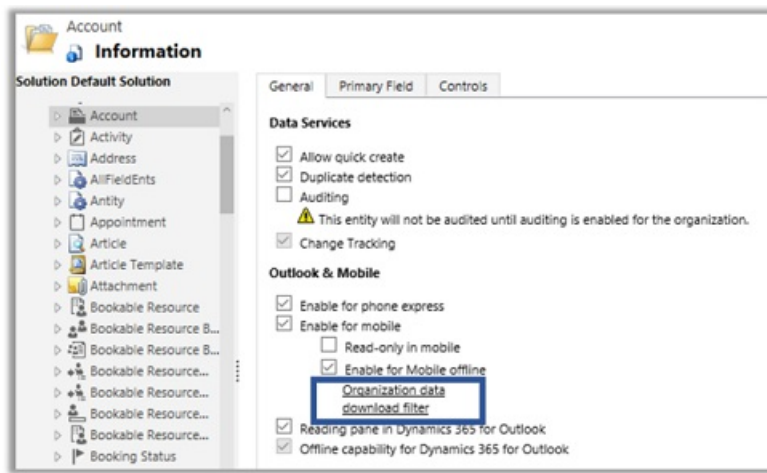 Account
Information
Solution Default Solution
Account
Activity
Address
AllFieldEnts
Antity
Appointment
Article
Article Template
Attachment
Bookable Resource
Bookable Resource B...
Bookable Resource B...
Bookable Resource...
Bookable Resource...
Bookable Resource...
Bookable Resource...
Booking Status
General Primary Field Controls
Data Services
Allow quick create
Duplicate detection
Auditing
This entity will not be audited until auditing is enabled for the organization.
Change Tracking
Outlook & Mobile
Enable for phone express
Enable for mobile
Read-only in mobile
Enable for Mobile offline
Organization data
download filter
Reading pane in Dynamics 365 for Outlook
Offline capability for Dynamics 365 for Outlook